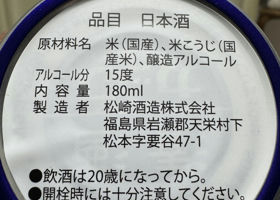 品目 日本酒
原材料名 米(国産)、米こうじ(国
産米)、醸造アルコール
アルコール分 15度
内容量 180ml
製造者 松崎酒造株式会社
福島県岩瀬郡天栄村下
松本字要谷47-1
●飲酒は20歳になってから。
●開栓時には十分注意してください。